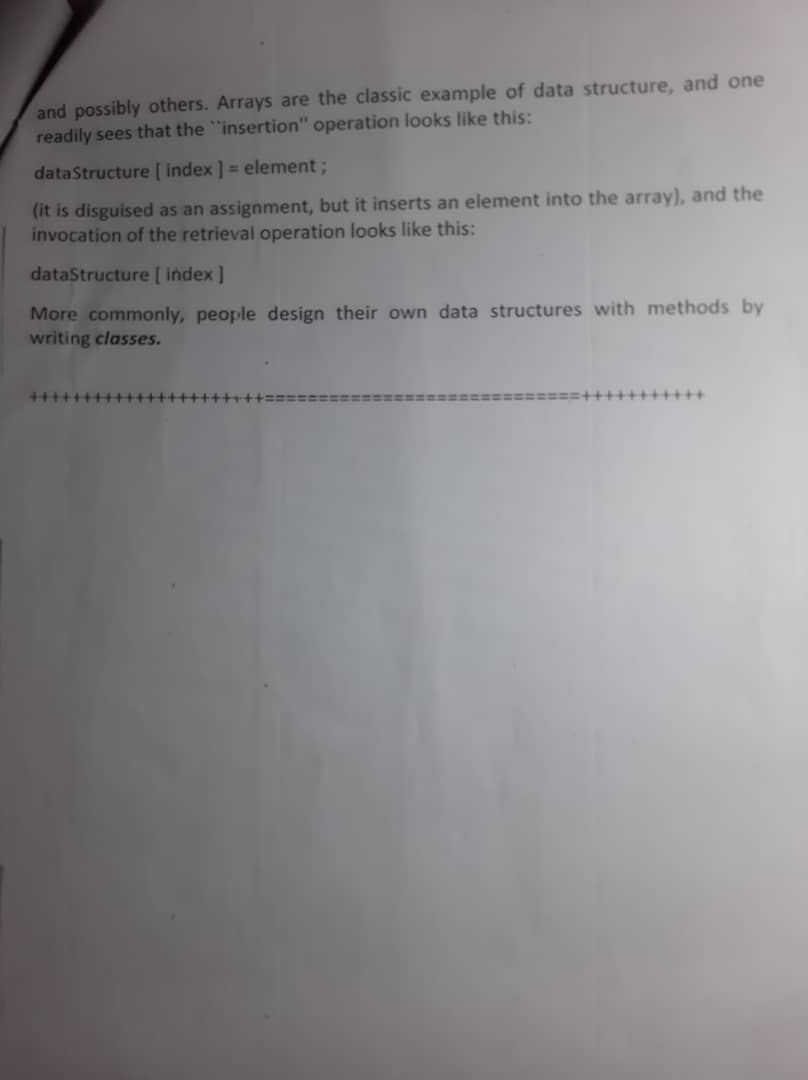 and possibly others. Arrays are the classic example of data structure, and one
readily sees that the ``insertion" operation looks like this:
dataStructure [ index ] = element ;
(it is disguised as an assignment, but it inserts an element into the array), and the
invocation of the retrieval operation looks like this:
dataStructure [ index ]
More commonly, people design their own data structures with methods by
writing classes.
++++++++++++++++++++++==============================+++++++++++